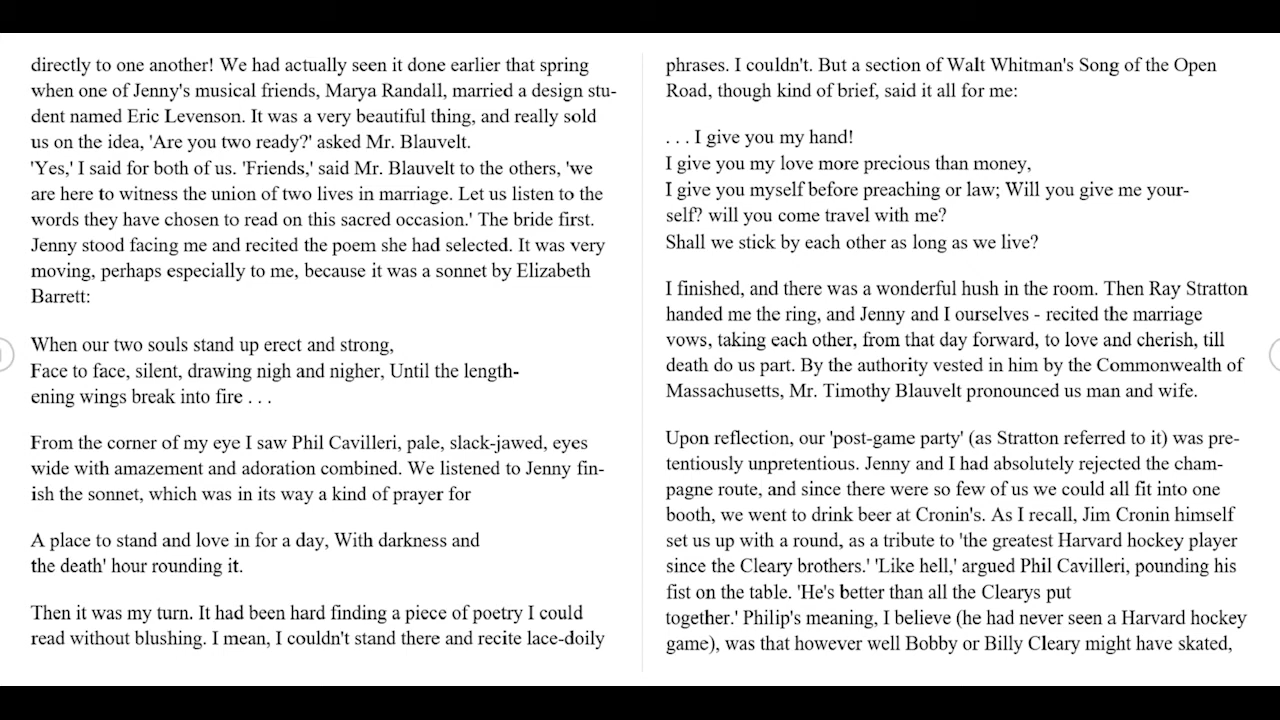 directly to one another! We had actually seen it done earlier that spring
when one of Jenny's musical friends, Marya Randall, married a design stu-
dent named Eric Levenson. It was a very beautiful thing, and really sold
us on the idea, 'Are you two ready?' asked Mr. Blauvelt.
'Yes,' I said for both of us. 'Friends,' said Mr. Blauvelt to the others, 'we
are here to witness the union of two lives in marriage. Let us listen to the
words they have chosen to read on this sacred occasion.' The bride first.
Jenny stood facing me and recited the poem she had selected. It was very
moving, perhaps especially to me, because it was a sonnet by Elizabeth
Barrett:
When our two souls stand up erect and strong,
Face to face, silent, drawing nigh and nigher, Until the length-
ening wings break into fire . . .
From the corner of my eye I saw Phil Cavilleri, pale, slack-jawed, eyes
wide with amazement and adoration combined. We listened to Jenny fin-
ish the sonnet, which was in its way a kind of prayer for
A place to stand and love in for a day, With darkness and
the death' hour rounding it.
Then it was my turn. It had been hard finding a piece of poetry I could
read without blushing. I mean, I couldn't stand there and recite lace-doily
phrases. I couldn't. But a section of Walt Whitman's Song of the Open
Road, though kind of brief, said it all for me:
. . . I give you my hand!
I give you my love more precious than money,
I give you myself before preaching or law; Will you give me your-
self? will you come travel with me?
Shall we stick by each other as long as we live?
I finished, and there was a wonderful hush in the room. Then Ray Stratton
handed me the ring, and Jenny and I ourselves - recited the marriage
vows, taking each other, from that day forward, to love and cherish, till
death do us part. By the authority vested in him by the Commonwealth of
Massachusetts, Mr. Timothy Blauvelt pronounced us man and wife.
Upon reflection, our 'post-game party' (as Stratton referred to it) was pre-
tentiously unpretentious. Jenny and I had absolutely rejected the cham-
pagne route, and since there were so few of us we could all fit into one
booth, we went to drink beer at Cronin's. As I recall, Jim Cronin himself
set us up with a round, as a tribute to 'the greatest Harvard hockey player
since the Cleary brothers.' 'Like hell,' argued Phil Cavilleri, pounding his
fist on the table. 'He's better than all the Clearys put
together.' Philip's meaning, I believe (he had never seen a Harvard hockey
game), was that however well Bobby or Billy Cleary might have skated,